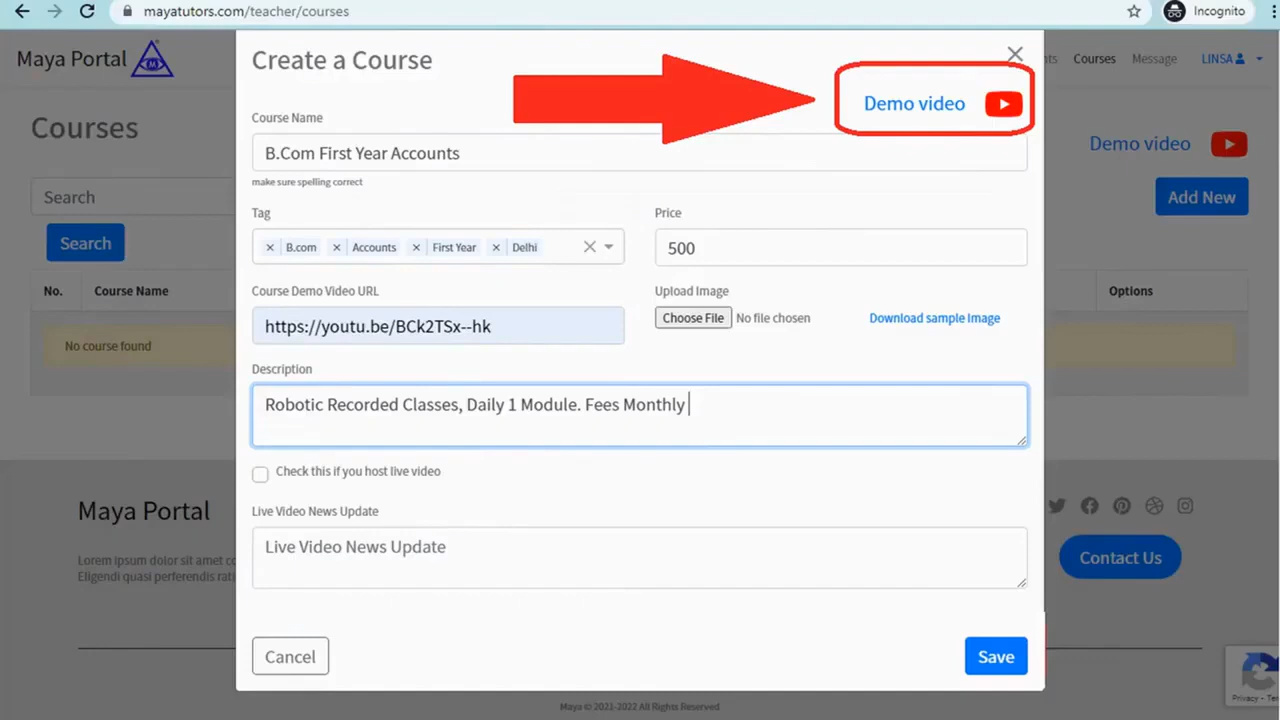 mayatutors.com/teacher/courses
Incognito
Maya Portal
Create a Course
nts Courses Message LINSA
Demo video
Courses
Course Name
Demo video
B.Com First Year Accounts
make sure spelling correct
Search
Add New
Tag
Price
Search
× B.com × Accounts × First Year × Delhi
500
No. Course Name
Course Demo Video URL
Upload Image
Options
https://youtu.be/BCk2TSx--hk
Choose File No file chosen
Download sample Image
No course found
Description
Robotic Recorded Classes, Daily 1 Module. Fees Monthly
Check this if you host live video
Maya Portal
Live Video News Update
Live Video News Update
Lorem ipsum dolor sit amet co
Eligendi quasi perferendis rati
Contact Us
Cancel
Save
Privacy - Ter
Maya © 2021-2022 All Rights Reserved